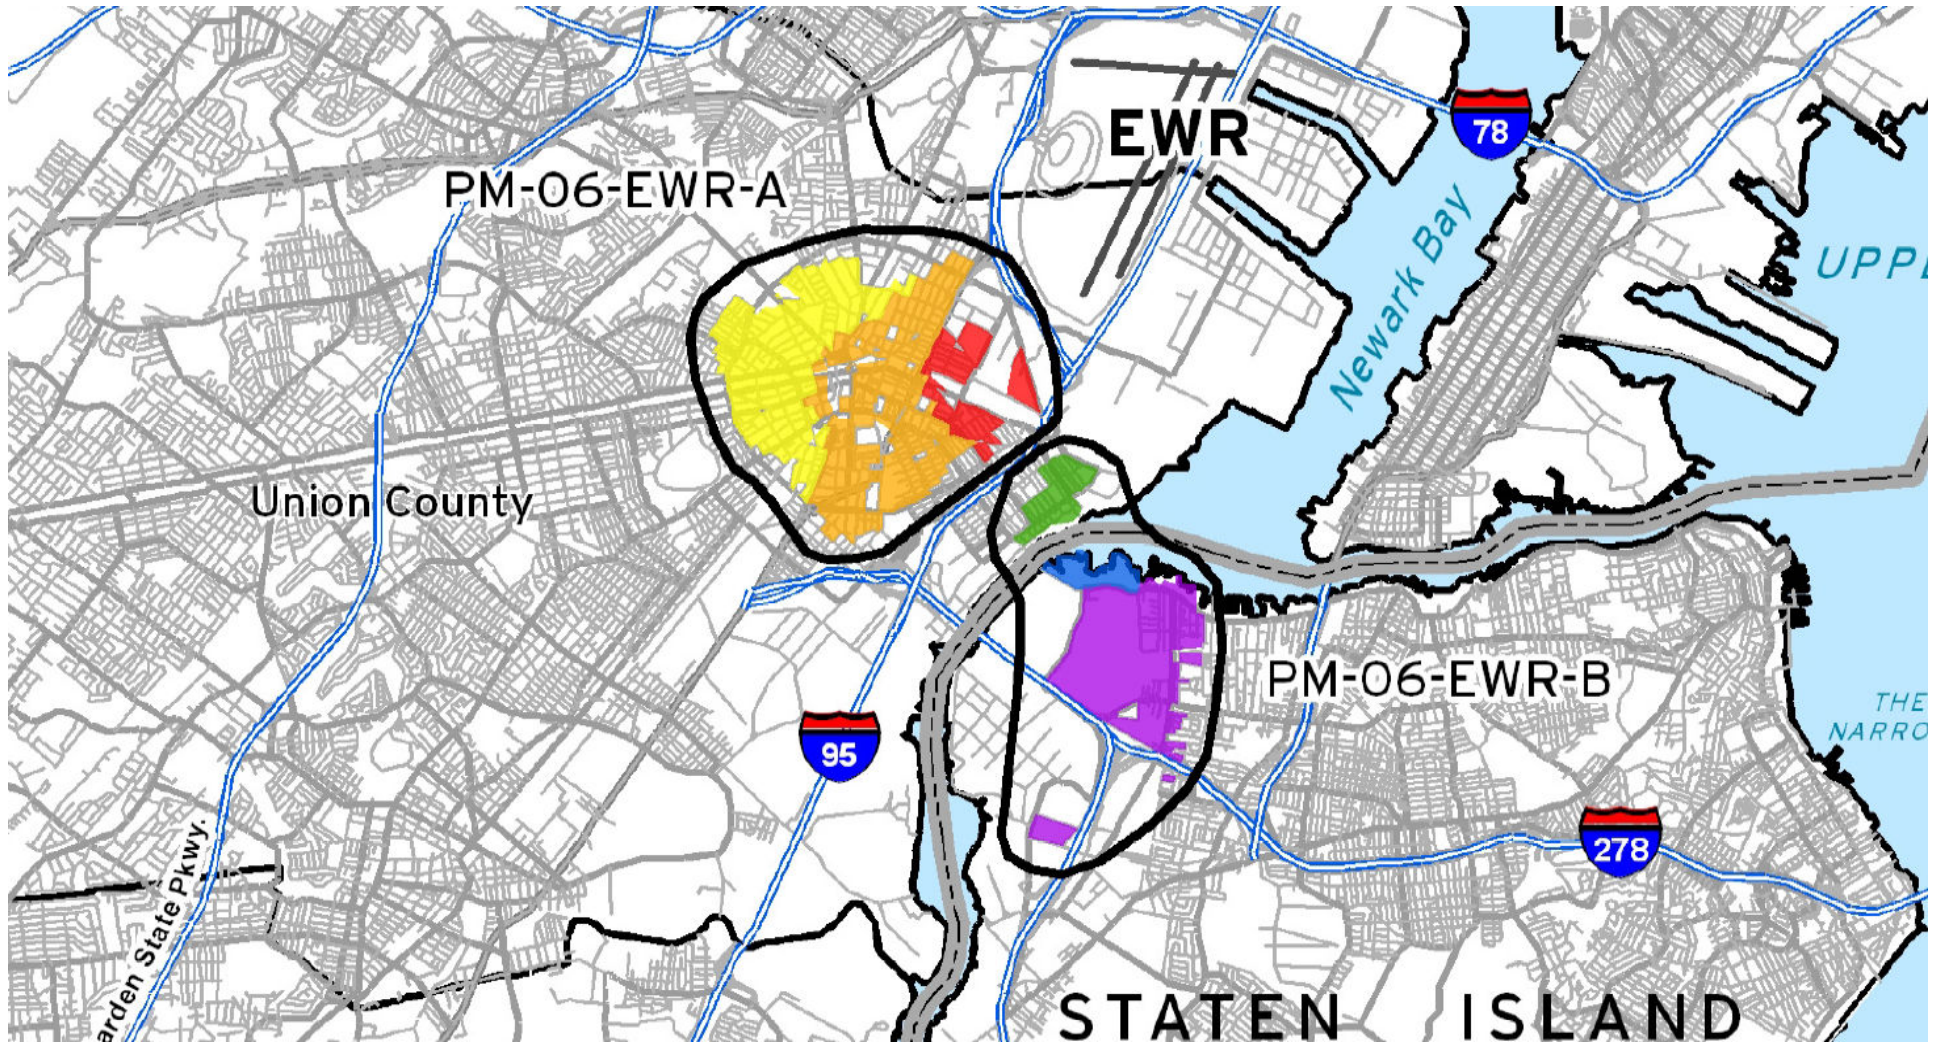 EWR
78
PM-06-EWR-A
Newark Bay
UPPE
Union County
PM-06-EWR-B
THE
NARRO
95
278
arden State Pkwy.
STATEN ISLAND